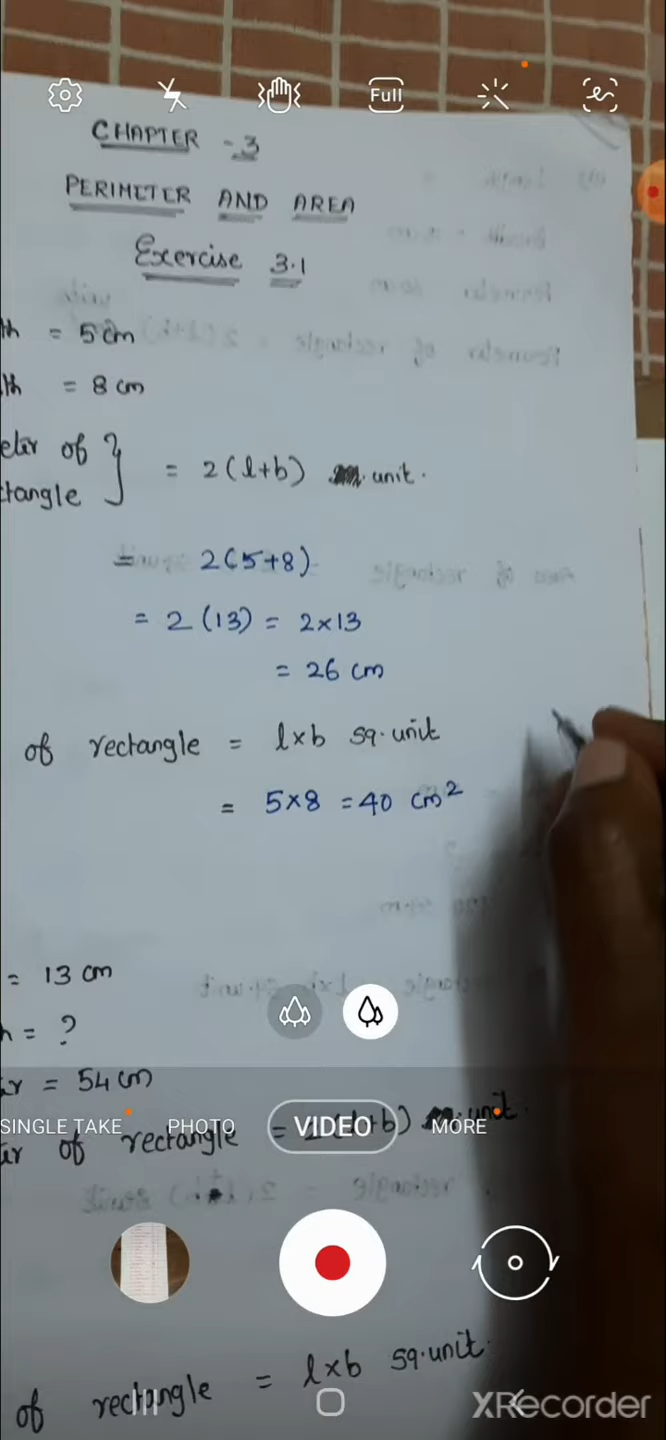 Full
CHAPTER - 3
PERIMETER AND AREA
Exercise 3.1
= 5 cm
= 8 cm
of } = 2(l+b) unit.
= 2(5+8)
= 2(13) = 2×13
= 26 cm
of rectangle = l×b sq.unit
= 5×8 = 40 cm²
= 13 cm
= ?
= 54 cm
SINGLE TAKE PHOTO VIDEO MORE
of rectangle = 2(l+b) unit.
of rectangle = l×b sq.unit.
XRecorder